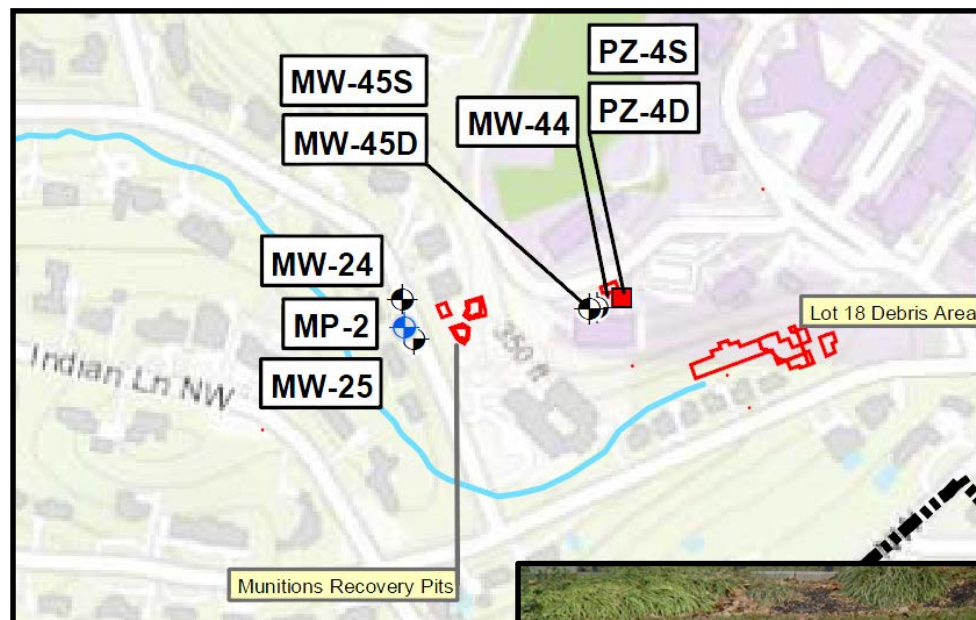 PZ-4S
MW-45S
PZ-4D
MW-44
MW-45D
MW-24
MP-2
MW-25
Lot 18 Debris Area
350 ft
Indian Ln NW
Munitions Recovery Pits